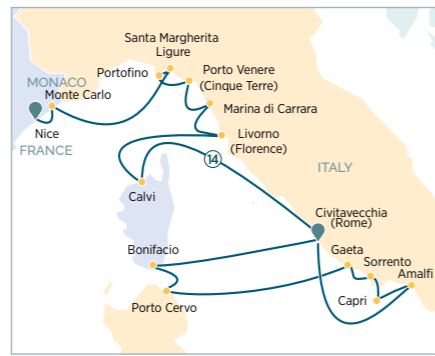 Santa Margherita
Ligure
Portofino
Porto Venere
(Cinque Terre)
MONACO
Monte Carlo
Marina di Carrara
Nice
FRANCE
Livorno
(Florence)
14
ITALY
Calvi
Civitavecchia
(Rome)
Bonifacio
Gaeta
Sorrento
Amalfi
Capri
Porto Cervo